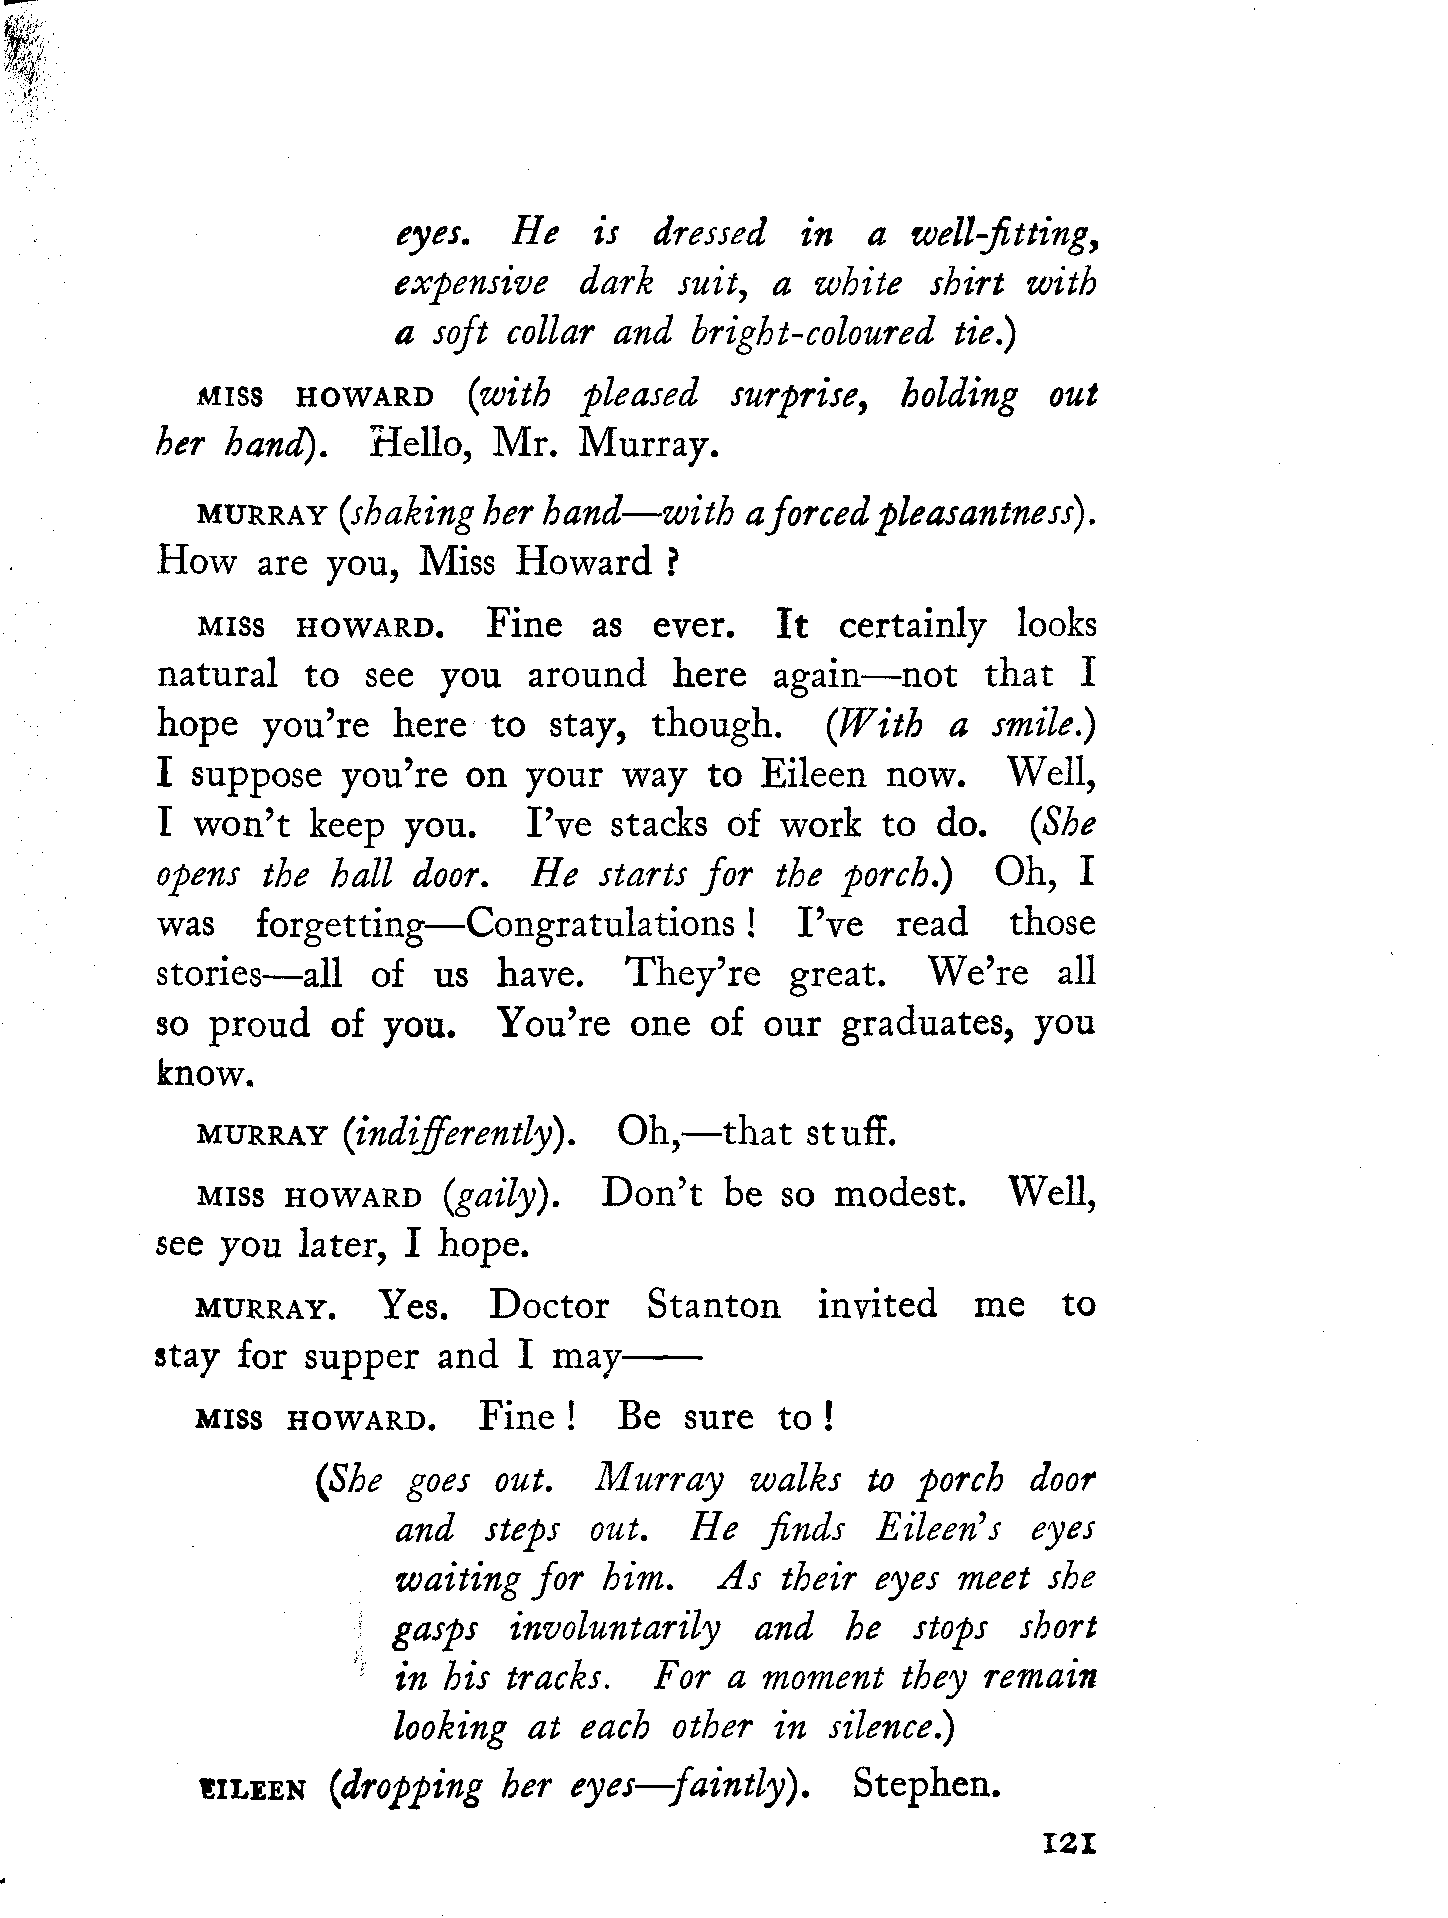 eyes. He is dressed in a well-fitting,
expensive dark suit, a white shirt with
a soft collar and bright-coloured tie.)
MISS HOWARD (with pleased surprise, holding out
her hand). Hello, Mr. Murray.
MURRAY (shaking her hand—with a forced pleasantness).
How are you, Miss Howard ?
MISS HOWARD. Fine as ever. It certainly looks
natural to see you around here again—not that I
hope you're here to stay, though. (With a smile.)
I suppose you're on your way to Eileen now. Well,
I won't keep you. I've stacks of work to do. (She
opens the hall door. He starts for the porch.) Oh, I
was forgetting—Congratulations ! I've read those
stories—all of us have. They're great. We're all
so proud of you. You're one of our graduates, you
know.
MURRAY (indifferently). Oh,—that stuff.
MISS HOWARD (gaily). Don't be so modest. Well,
see you later, I hope.
MURRAY. Yes. Doctor Stanton invited me to
stay for supper and I may——
MISS HOWARD. Fine ! Be sure to !
(She goes out. Murray walks to porch door
and steps out. He finds Eileen's eyes
waiting for him. As their eyes meet she
gasps involuntarily and he stops short
in his tracks. For a moment they remain
looking at each other in silence.)
EILEEN (dropping her eyes—faintly). Stephen.
121